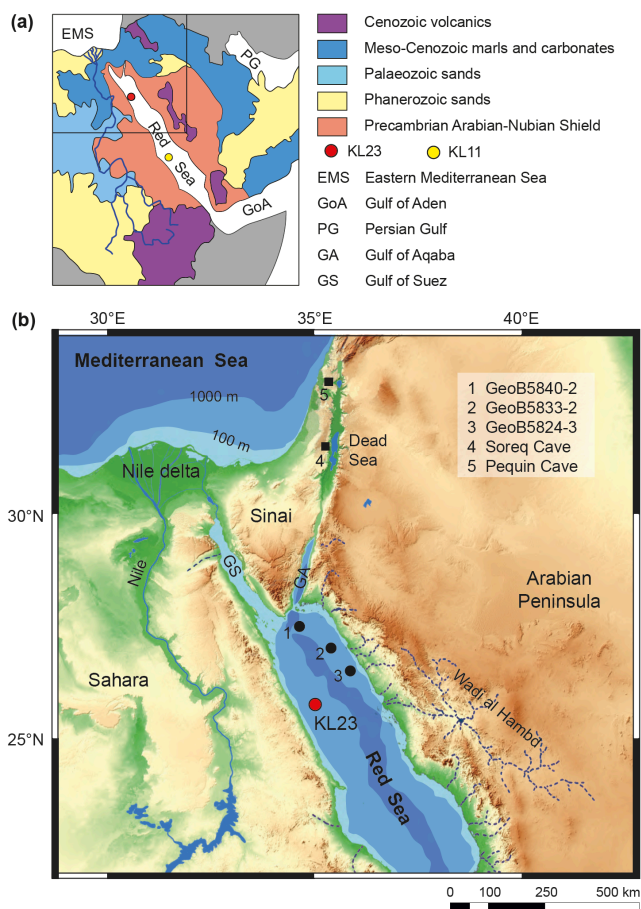 (a)
EMS
PG
Red
Sea
GoA
Cenozoic volcanics
Meso-Cenozoic marls and carbonates
Palaeozoic sands
Phanerozoic sands
Precambrian Arabian-Nubian Shield
KL23 KL11
EMS Eastern Mediterranean Sea
GoA Gulf of Aden
PG Persian Gulf
GA Gulf of Aqaba
GS Gulf of Suez
(b)
30°E 35°E 40°E
Mediterranean Sea
1000 m
100 m
5
4
Dead
Sea
1 GeoB5840-2
2 GeoB5833-2
3 GeoB5824-3
4 Soreq Cave
5 Pequin Cave
Nile delta
30°N
Sinai
Nile
GS
GA
Arabian
Peninsula
1
2
3
Sahara
KL23
Wadi al Hambd
25°N
Red Sea
0 100 250 500 km